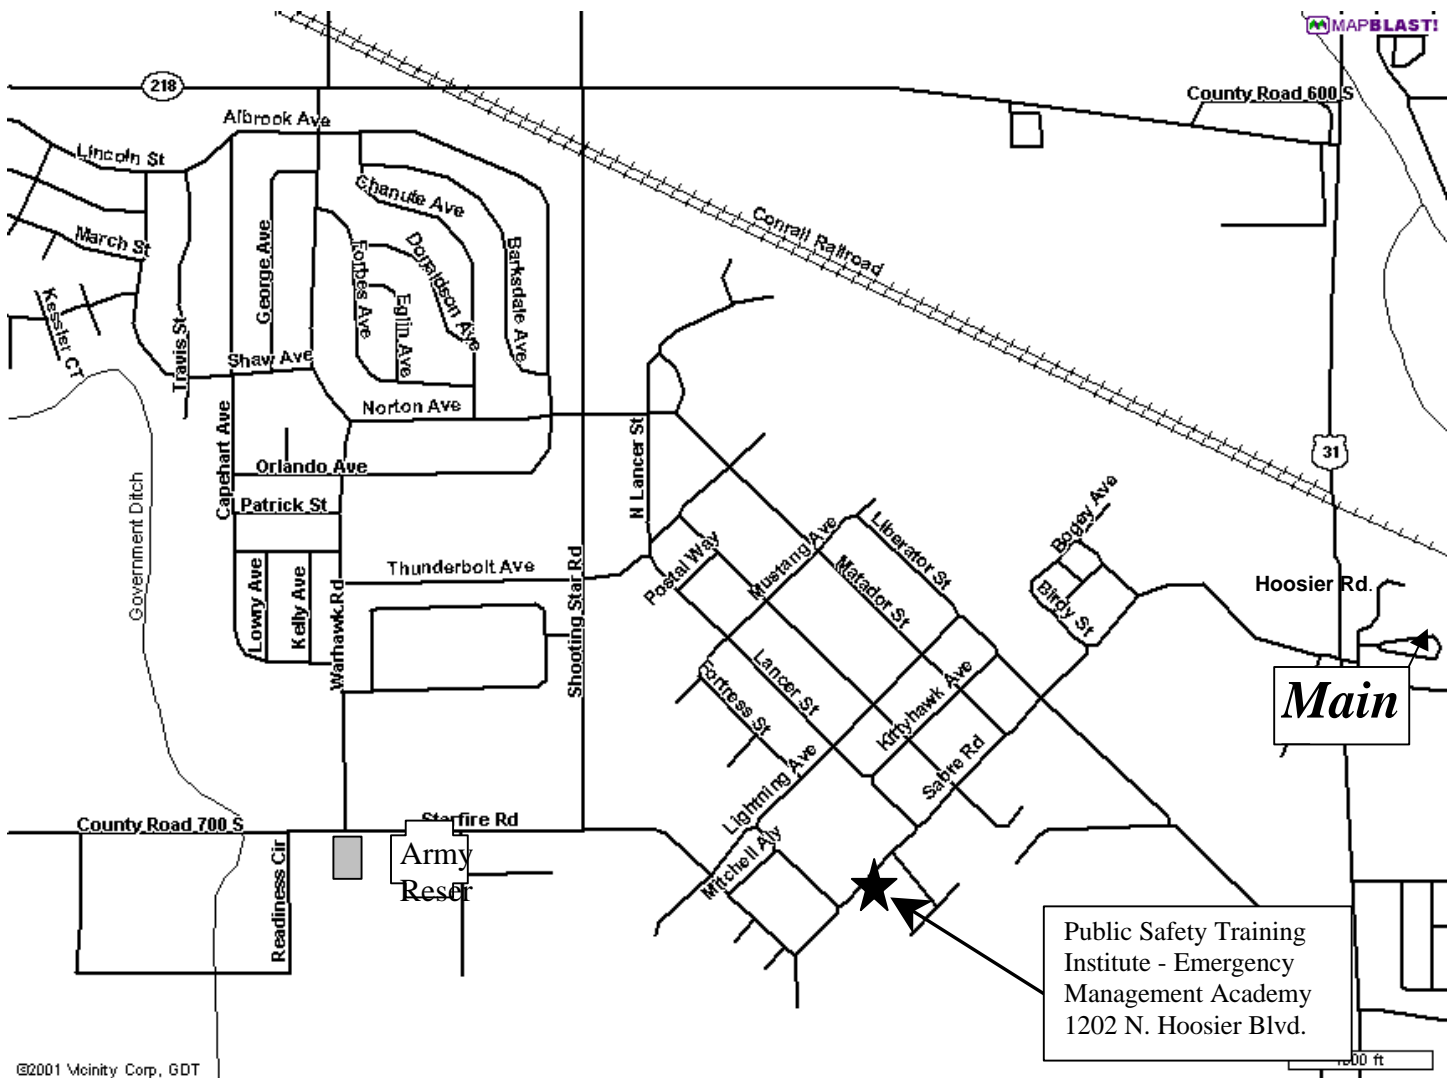 MAPBLAST!
218
County Road 600 S
Albrook Ave
Lincoln St
Chanute Ave
March St
Conrail Railroad
George Ave
Forbes Ave
Donaldson Ave
Barksdale Ave
Eglin Ave
Kessler CT
Travis St
Shaw Ave
Norton Ave
Capehart Ave
N Lancer St
31
Orlando Ave
Patrick St
Government Ditch
Bogey Ave
Liberator St
Mustang Ave
Postal Way
Matador St
Thunderbolt Ave
Shooting Star Rd
Lowry Ave
Kelly Ave
Warhawk Rd
Birdy St
Hoosier Rd.
Lancer St
Fortress St
Kittyhawk Ave
Main
Sabre Rd
Lightning Ave
County Road 700 S
Starfire Rd
Mitchell Aly
Readiness Cir
Army
Reser
Public Safety Training
Institute - Emergency
Management Academy
1202 N. Hoosier Blvd.
©2001 Vicinity Corp, GDT